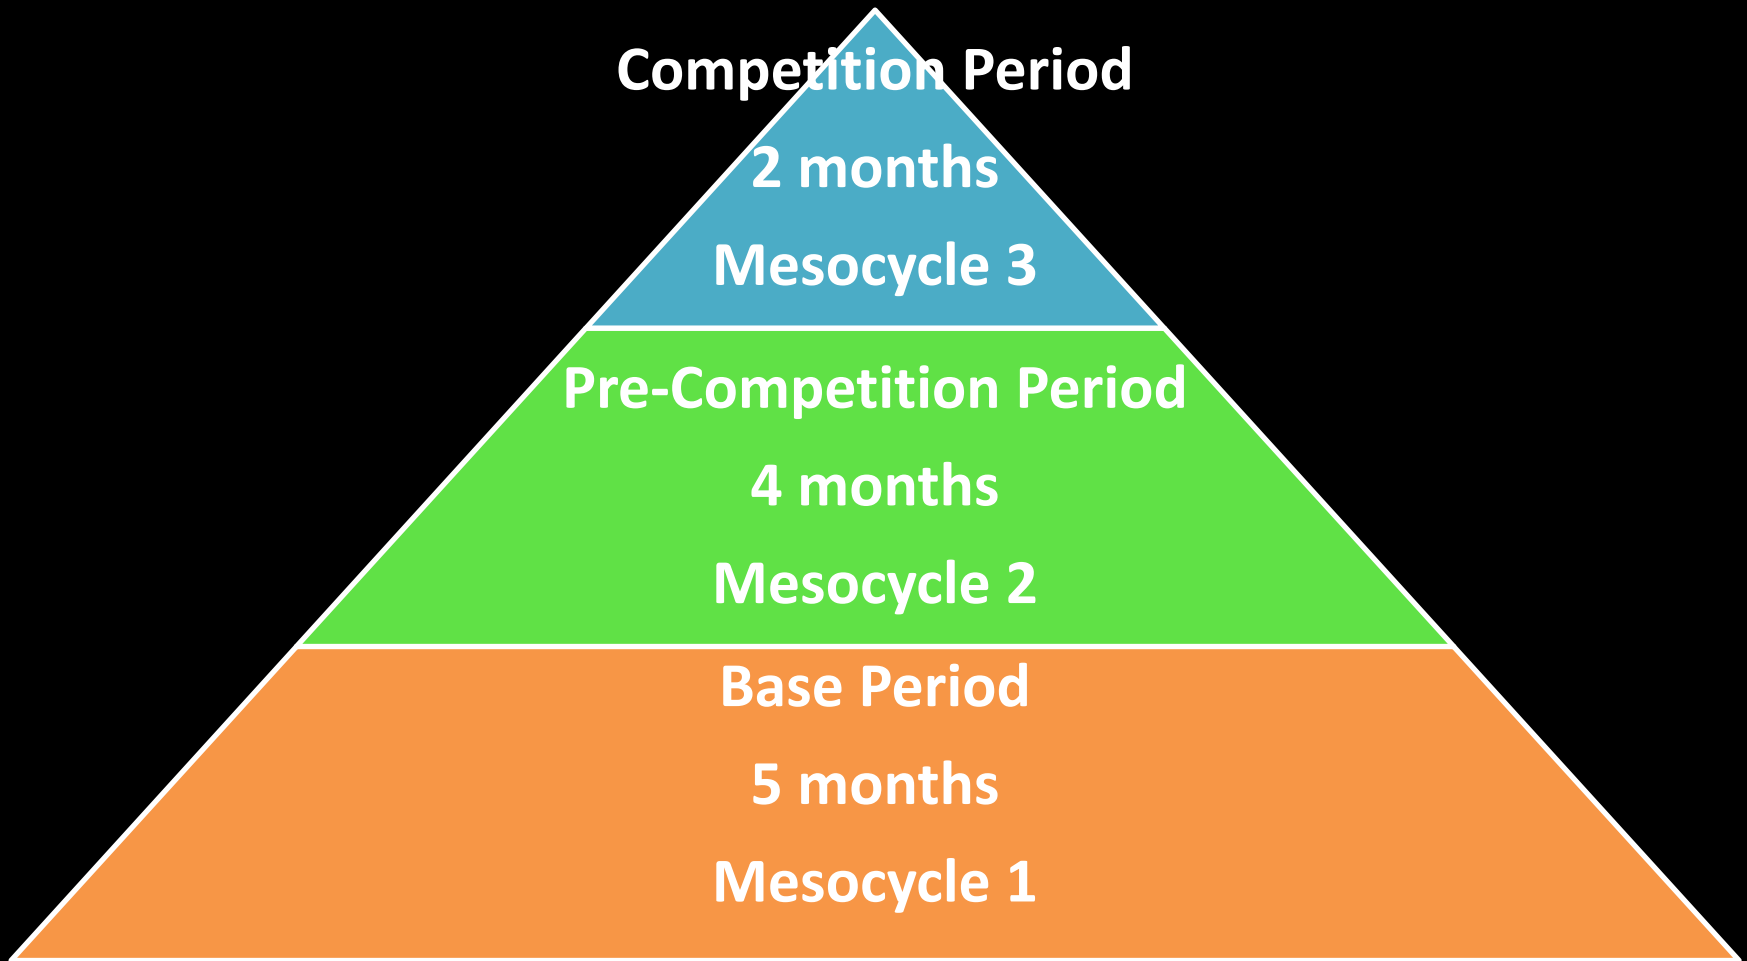 Competition Period
2 months
Mesocycle 3
Pre-Competition Period
4 months
Mesocycle 2
Base Period
5 months
Mesocycle 1